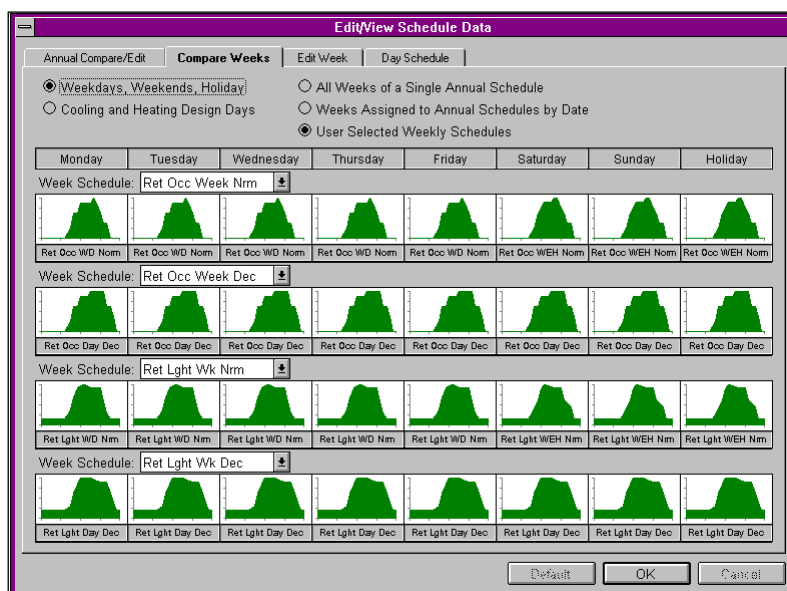 Edit/View Schedule Data
Annual Compare/Edit Compare Weeks Edit Week Day Schedule
Weekdays, Weekends, Holiday All Weeks of a Single Annual Schedule
Cooling and Heating Design Days Weeks Assigned to Annual Schedules by Date
User Selected Weekly Schedules
Monday Tuesday Wednesday Thursday Friday Saturday Sunday Holiday
Week Schedule: Ret Occ Week Nrm
Ret Occ WD Norm Ret Occ WD Norm Ret Occ WD Norm Ret Occ WD Norm Ret Occ WD Norm Ret Occ WEH Norm Ret Occ WEH Norm Ret Occ WEH Norm
Week Schedule: Ret Occ Week Dec
Ret Occ Day Dec Ret Occ Day Dec Ret Occ Day Dec Ret Occ Day Dec Ret Occ Day Dec Ret Occ Day Dec Ret Occ Day Dec Ret Occ Day Dec
Week Schedule: Ret Lght Wk Nrm
Ret Lght WD Nrm Ret Lght WD Nrm Ret Lght WD Nrm Ret Lght WD Nrm Ret Lght WD Nrm Ret Lght WEH Nrm Ret Lght WEH Nrm Ret Lght WEH Nrm
Week Schedule: Ret Lght Wk Dec
Ret Lght Day Dec Ret Lght Day Dec Ret Lght Day Dec Ret Lght Day Dec Ret Lght Day Dec Ret Lght Day Dec Ret Lght Day Dec Ret Lght Day Dec
Default OK Cancel